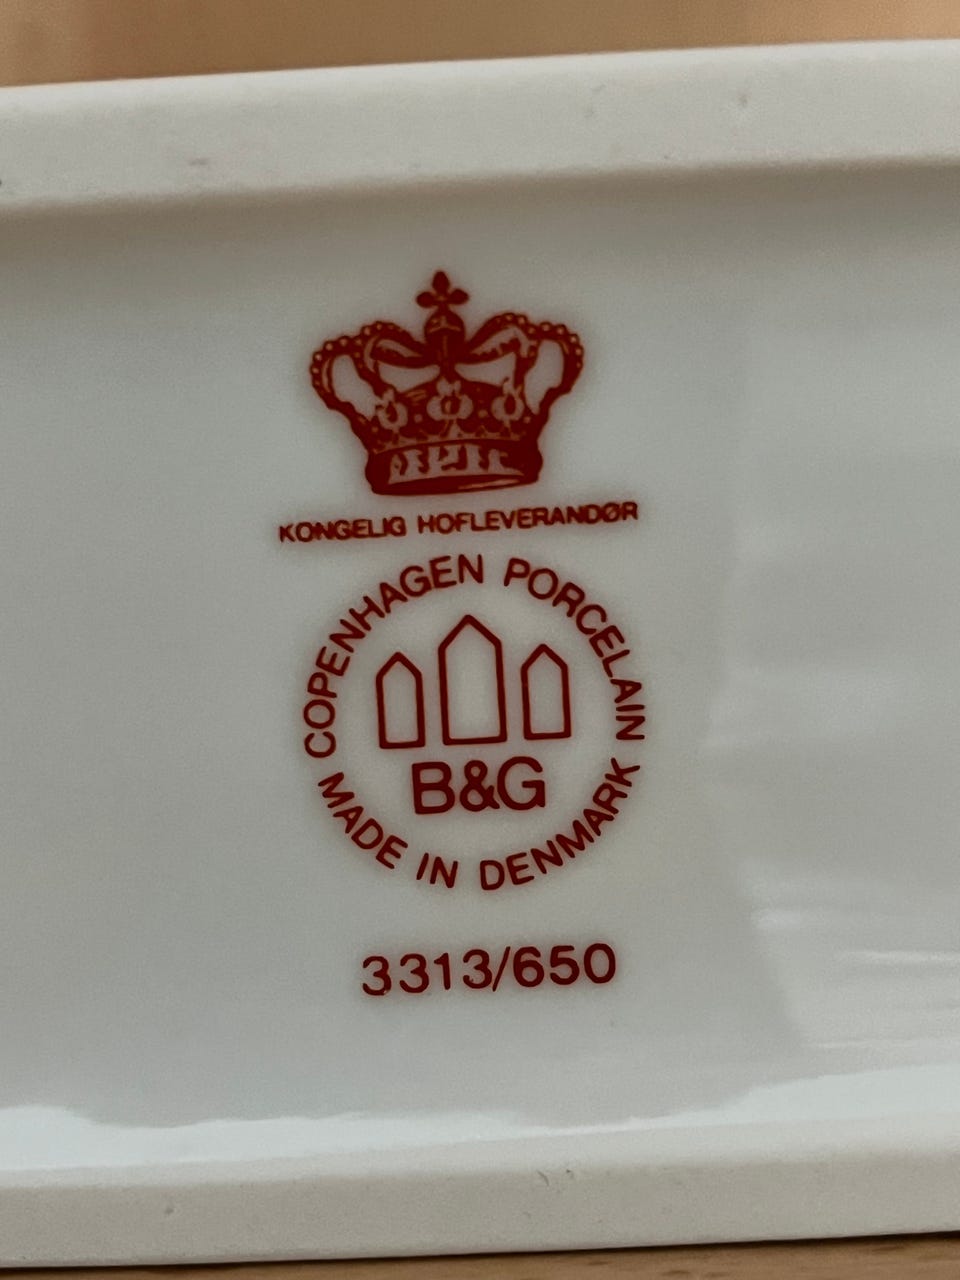 KONGELIG HOFLEVERANDØR
COPENHAGEN PORCELAIN
B&G
MADE IN DENMARK
3313/650